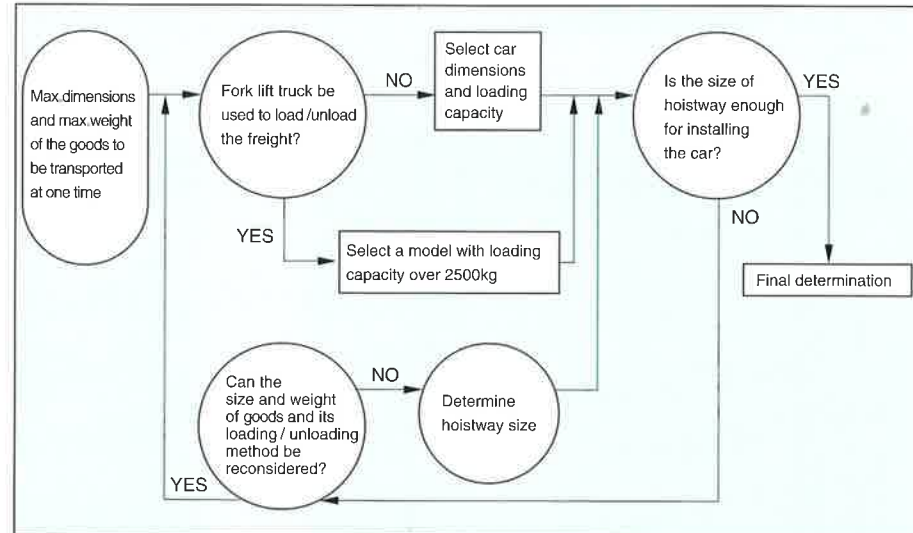 Max.dimensions
and max.weight
of the goods to
be transported
at one time
Fork lift truck be
used to load /unload
the freight?
NO
Select car
dimensions
and loading
capacity
Is the size of
hoistway enough
for installing
the car?
YES
YES
Select a model with loading
capacity over 2500kg
NO
Final determination
Can the
size and weight
of goods and its
loading / unloading
method be
reconsidered?
NO
Determine
hoistway size
YES